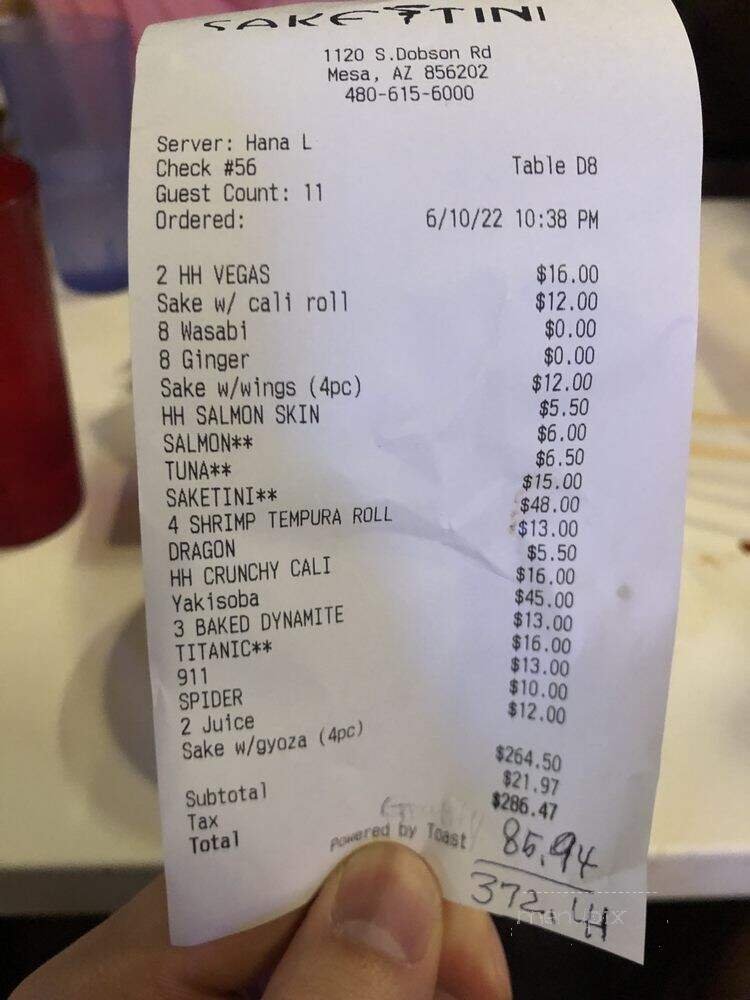 SAKETINI
1120 S.Dobson Rd
Mesa, AZ 856202
480-615-6000
Server: Hana L
Check #56 Table D8
Guest Count: 11
Ordered: 6/10/22 10:38 PM
2 HH VEGAS $16.00
Sake w/ cali roll $12.00
8 Wasabi $0.00
8 Ginger $0.00
Sake w/wings (4pc) $12.00
HH SALMON SKIN $5.50
SALMON** $6.00
TUNA** $6.50
SAKETINI** $15.00
4 SHRIMP TEMPURA ROLL $48.00
DRAGON $13.00
HH CRUNCHY CALI $5.50
Yakisoba $16.00
3 BAKED DYNAMITE $45.00
TITANIC** $13.00
911 $16.00
SPIDER $13.00
2 Juice $10.00
Sake w/gyoza (4pc) $12.00
Subtotal $264.50
Tax $21.97
Total $286.47
Powered by Toast
85.94
372.41
menupix